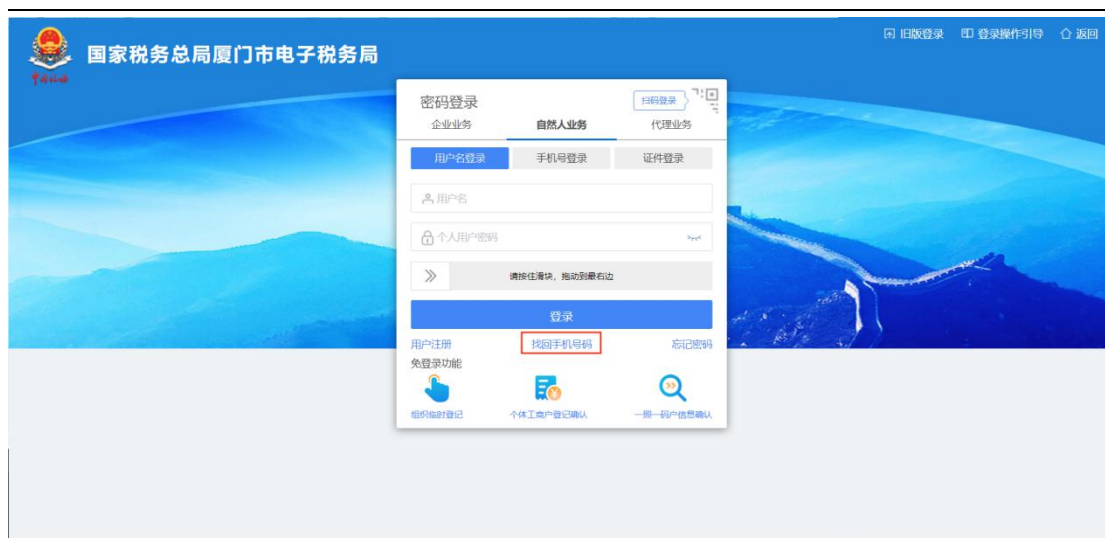 旧版登录 登录操作引导 返回
国家税务总局厦门市电子税务局
中国税务
密码登录 扫码登录
企业业务 自然人业务 代理业务
用户名登录 手机号登录 证件登录
用户名
个人用户密码
请按住滑块，拖动到最右边
登录
用户注册 找回手机号码 忘记密码
免登录功能
组织临时登记 个体工商户登记确认 一照一码户信息确认